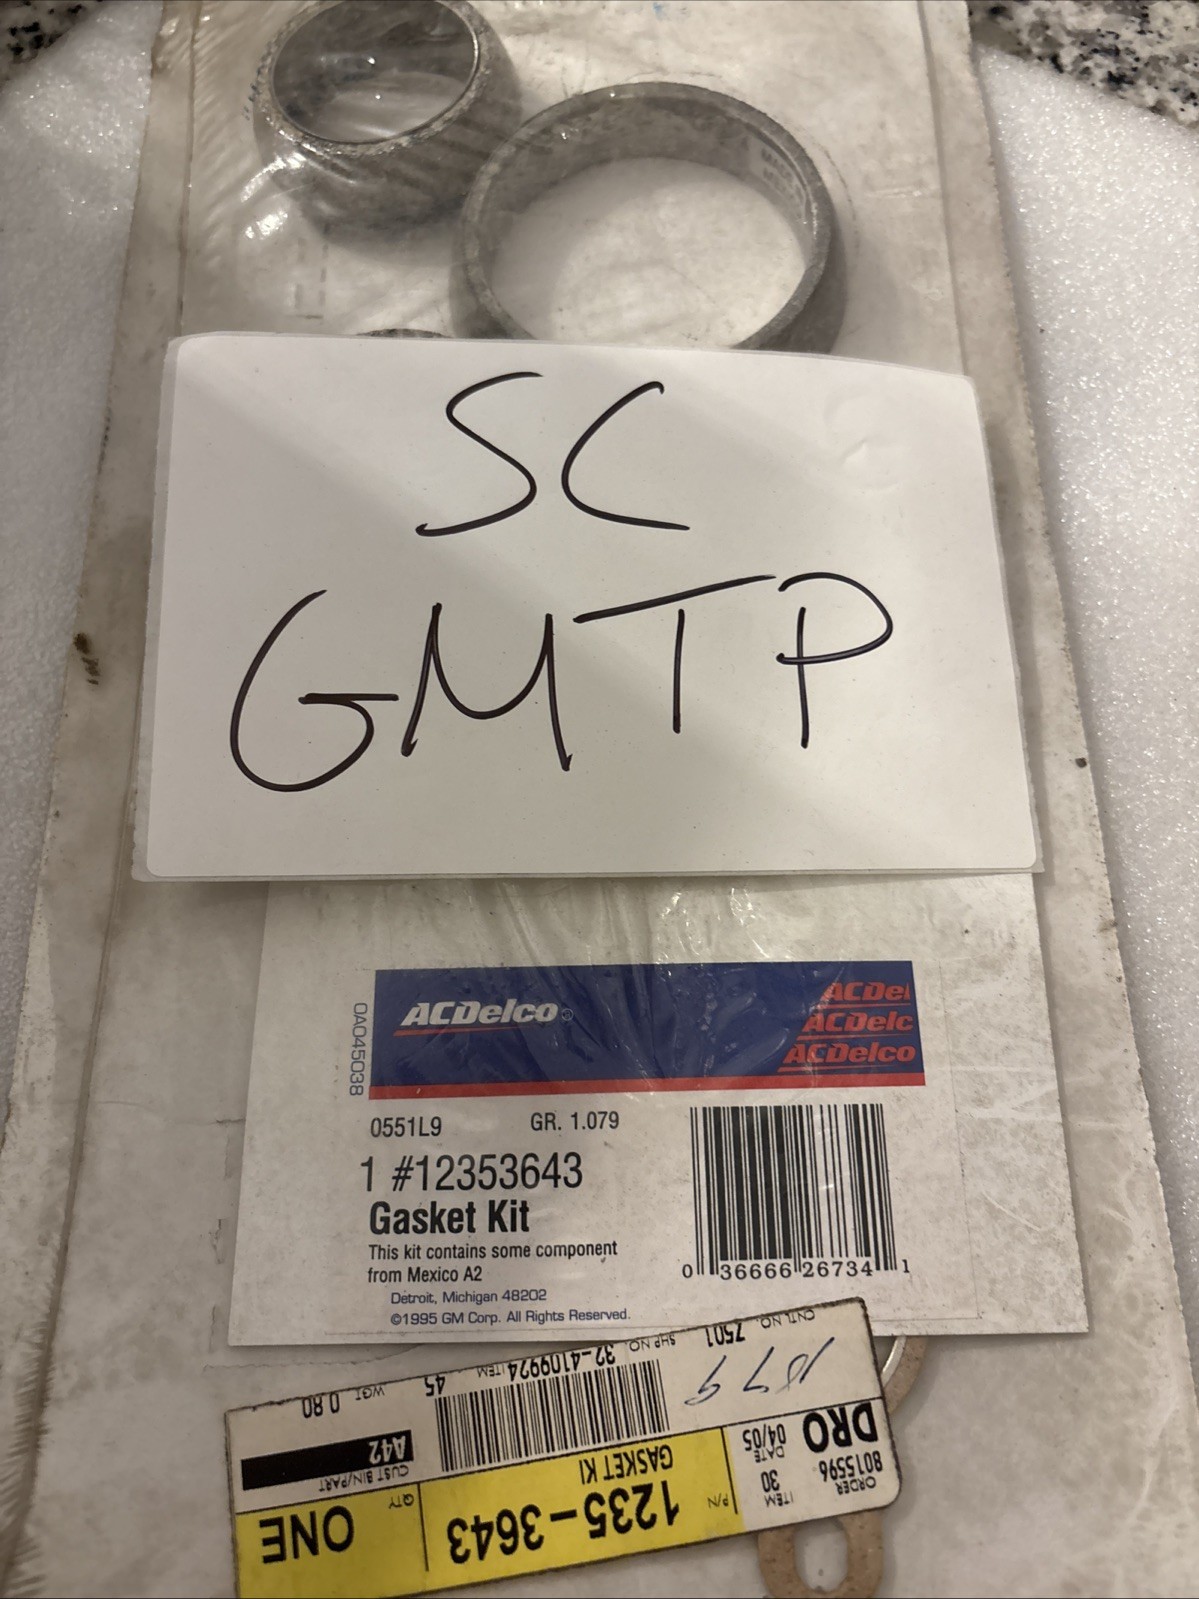 SC
GMTP
ACDelco
ACDel
ACDelc
ACDelco
0A045038
0551L9 GR. 1.079
1 #12353643
Gasket Kit
This kit contains some component
from Mexico A2
Detroit, Michigan 48202
©1995 GM Corp. All Rights Reserved.
0 36666 26734 1
ORDER 8015596 ITEM 30 P/N 1235-3643 QTY ONE
DRO DATE 04/05 GASKET KI CUST BIN/PART A42
1079
CNTL NO. 7501 SHP NO. 32-4109924 ITEM 45 WGT 0.80